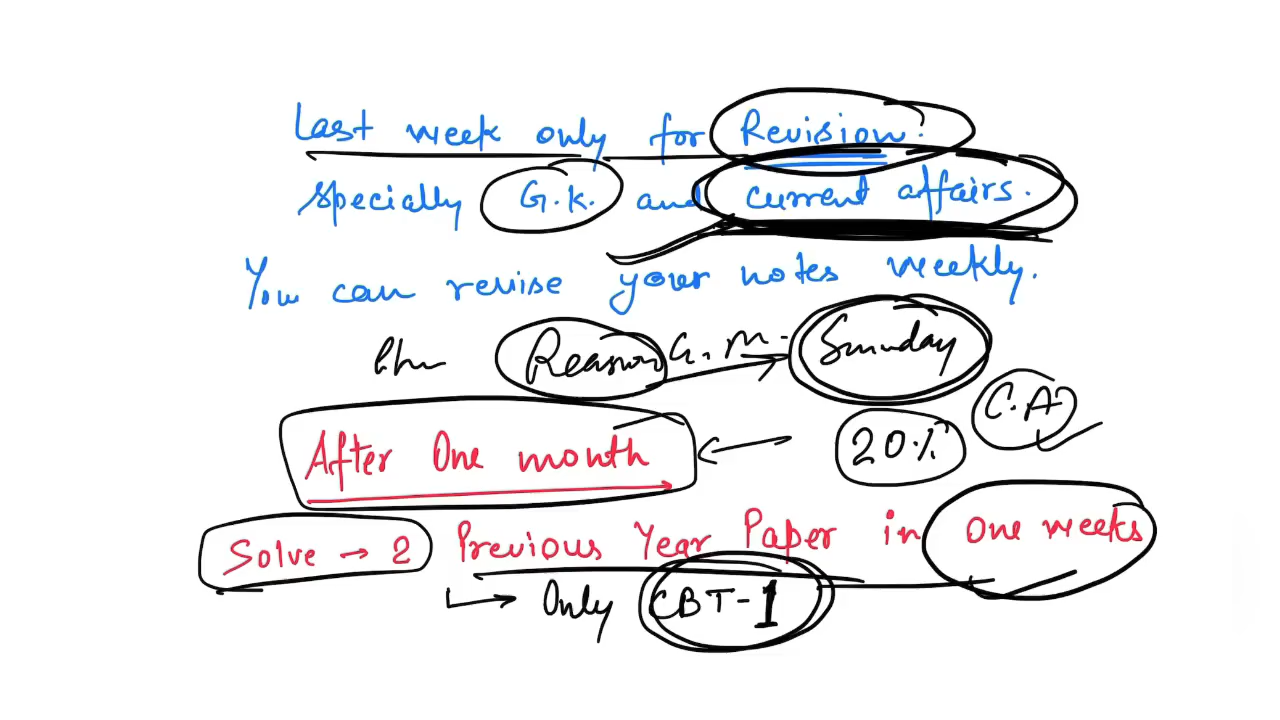 Last week only for Revision.
specially G.K. and current affairs.
You can revise your notes weekly.
Reason G.M. Sunday
C.A
After One month 20%
Solve → 2 Previous Year Paper in One weeks
Only CBT-1